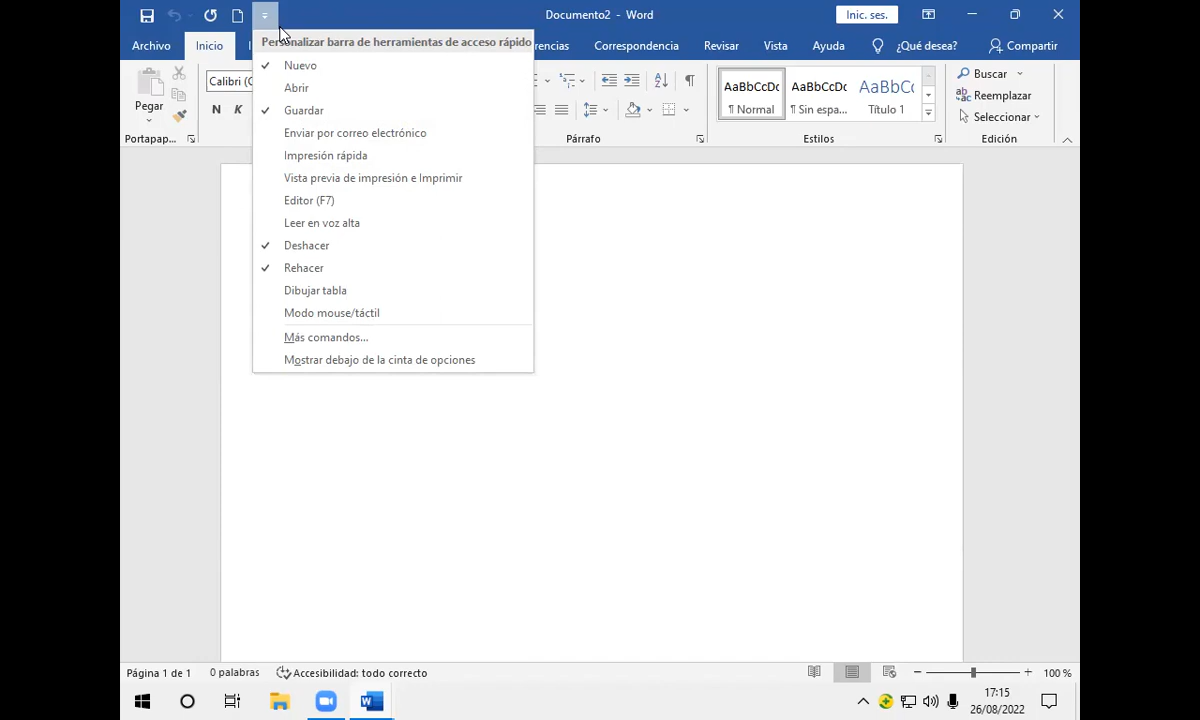 Documento2 - Word
Inic. ses.
Archivo
Inicio
erencias
Correspondencia
Revisar
Vista
Ayuda
¿Qué desea?
Compartir
Personalizar barra de herramientas de acceso rápido
Nuevo
Abrir
Guardar
Enviar por correo electrónico
Impresión rápida
Vista previa de impresión e Imprimir
Editor (F7)
Leer en voz alta
Deshacer
Rehacer
Dibujar tabla
Modo mouse/táctil
Más comandos...
Mostrar debajo de la cinta de opciones
Pegar
Portapap...
Calibri (C
N K
Párrafo
AaBbCcDc AaBbCcDc AaBbCc
¶ Normal ¶ Sin espa... Título 1
Estilos
Buscar
Reemplazar
Seleccionar
Edición
Página 1 de 1 0 palabras Accesibilidad: todo correcto
100 %
17:15
26/08/2022